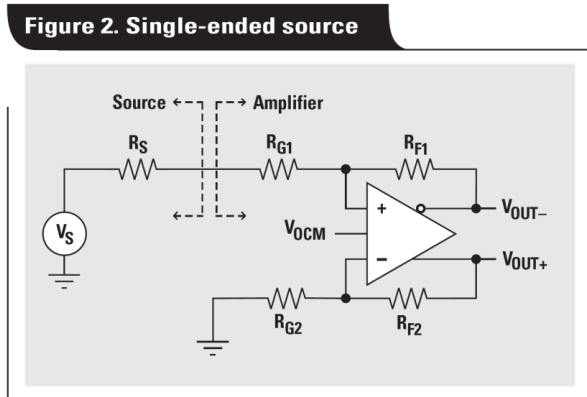 Figure 2. Single-ended source
Source Amplifier
RS RG1 RF1
VS
VOCM
+
−
VOUT−
VOUT+
RG2 RF2